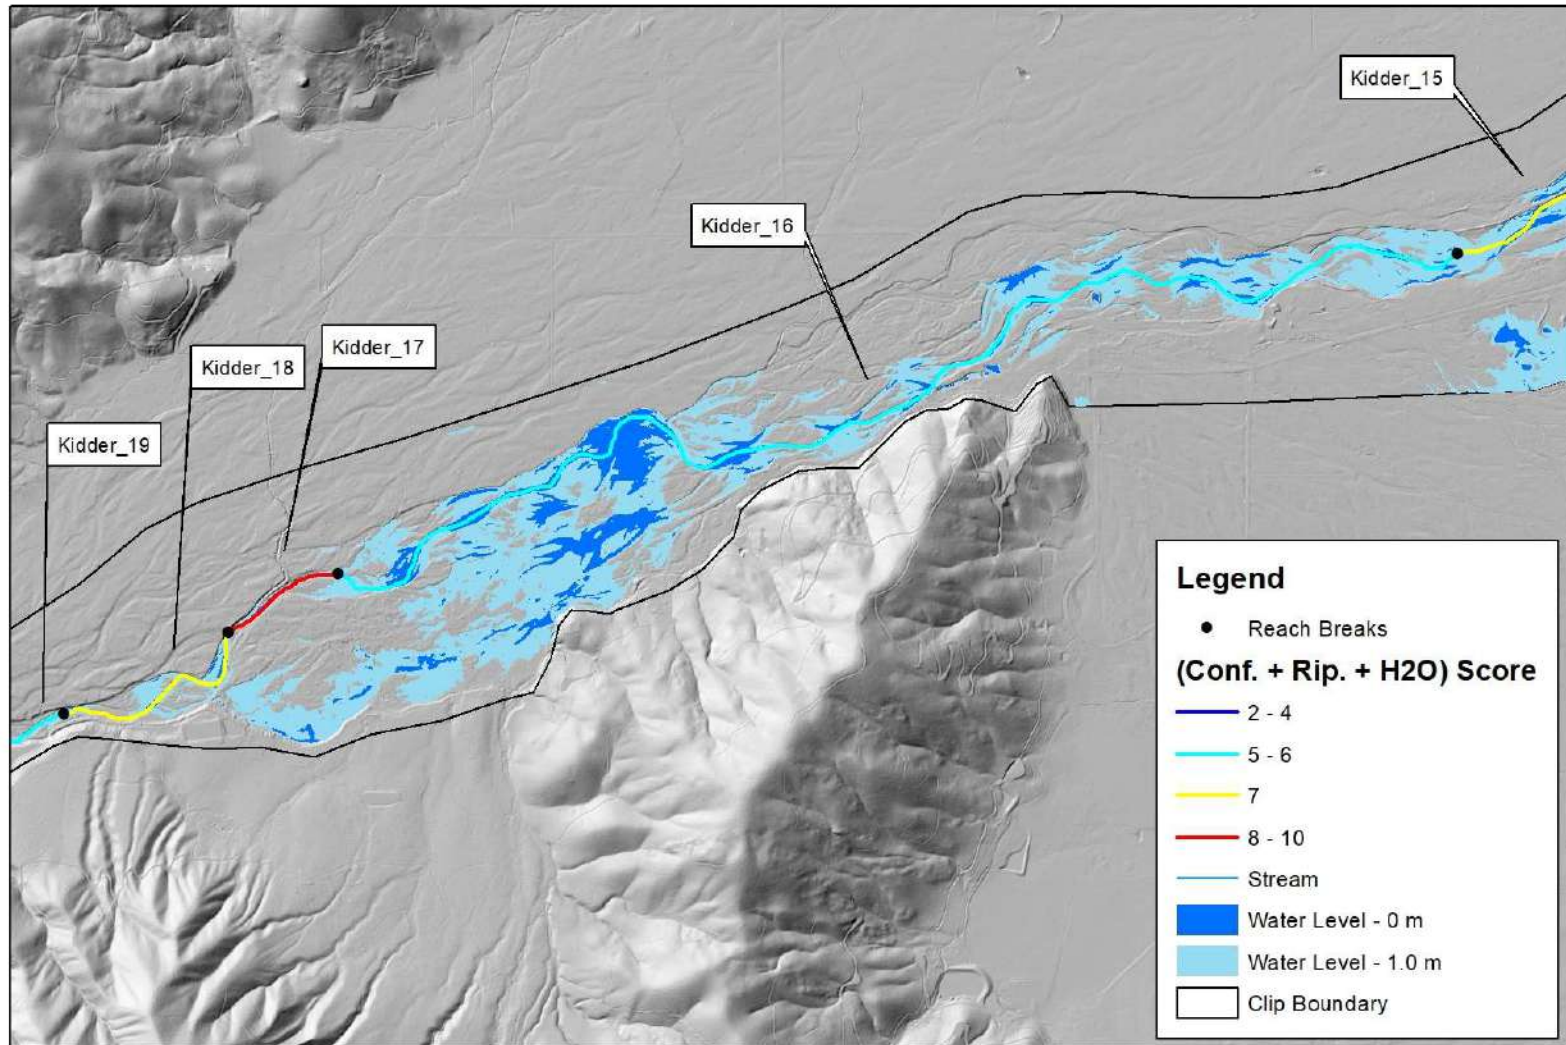 Kidder_15
Kidder_16
Kidder_17
Kidder_18
Kidder_19
Legend
Reach Breaks
(Conf. + Rip. + H2O) Score
2 - 4
5 - 6
7
8 - 10
Stream
Water Level - 0 m
Water Level - 1.0 m
Clip Boundary